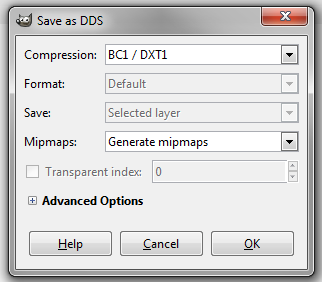 Save as DDS
Compression: BC1 / DXT1
Format: Default
Save: Selected layer
Mipmaps: Generate mipmaps
Transparent index: 0
Advanced Options
Help Cancel OK